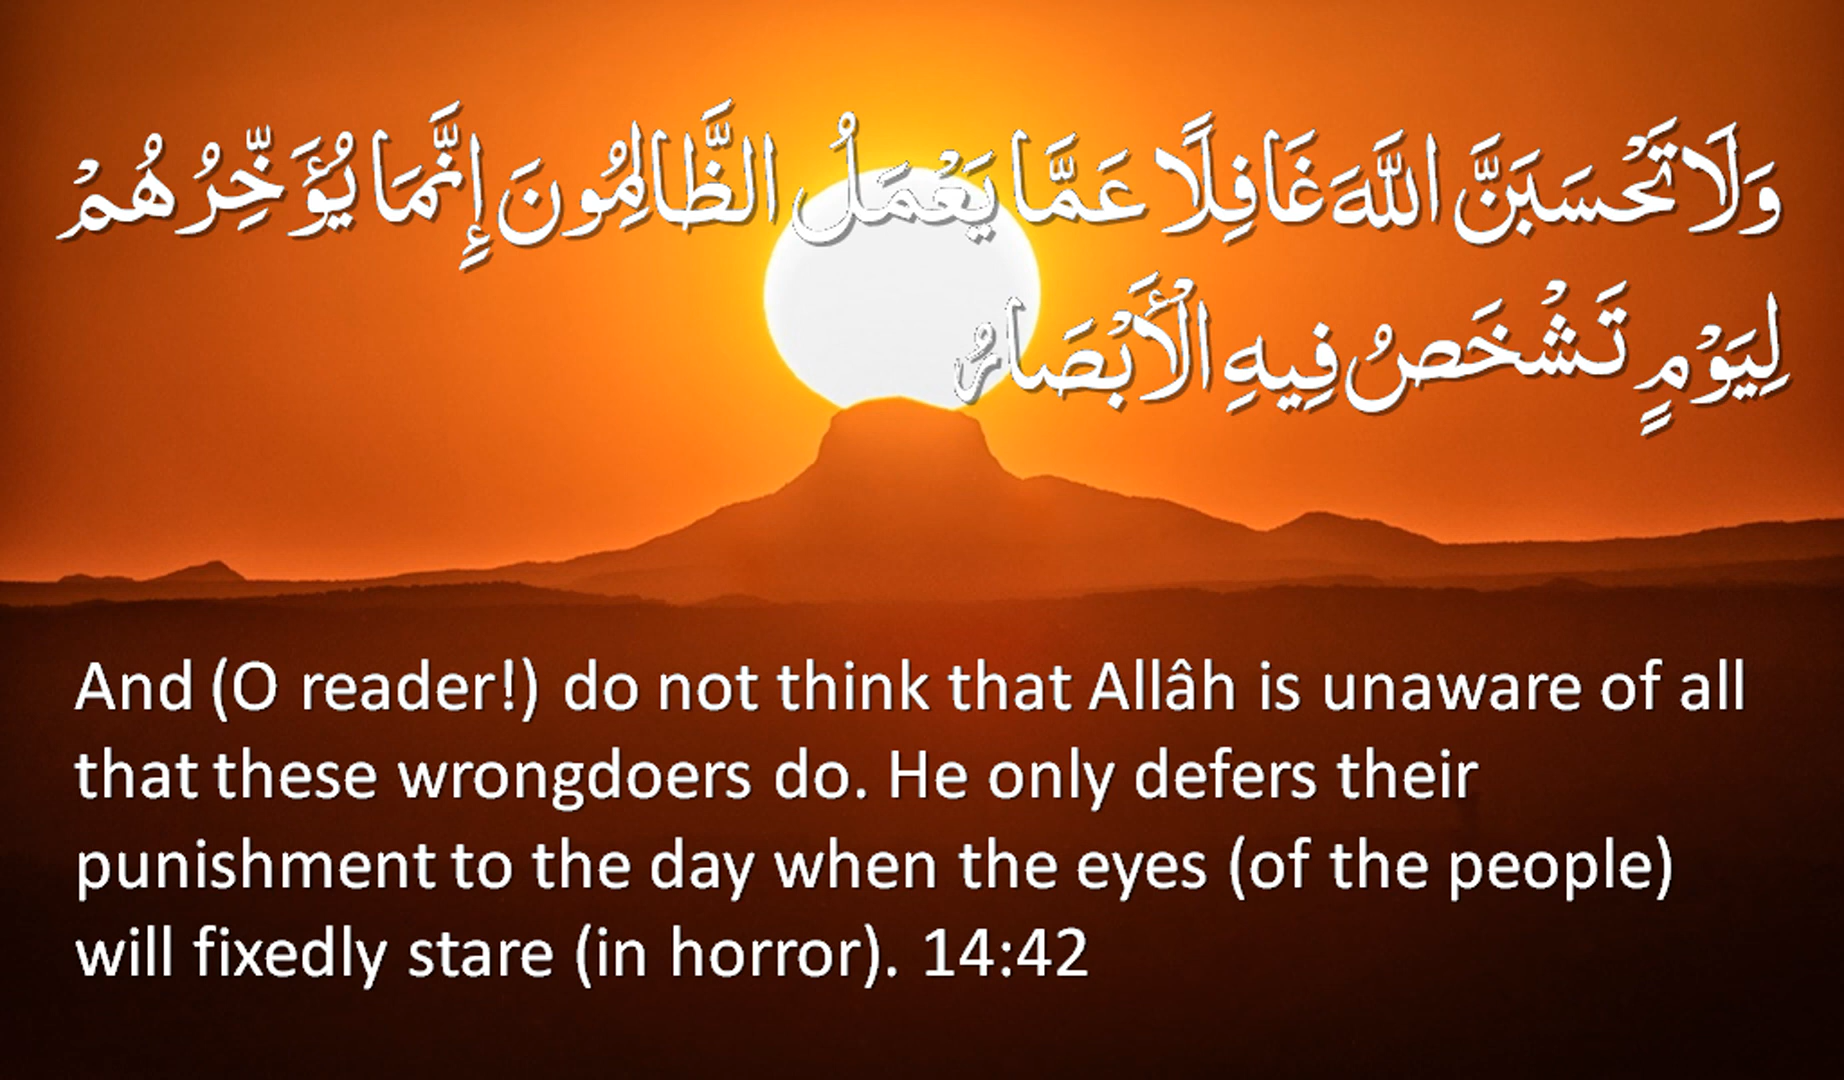 وَلَا تَحْسَبَنَّ اللَّهَ غَافِلًا عَمَّا يَعْمَلُ الظَّالِمُونَ إِنَّمَا يُؤَخِّرُهُمْ
لِيَوْمٍ تَشْخَصُ فِيهِ الْأَبْصَارُ
And (O reader!) do not think that Allâh is unaware of all
that these wrongdoers do. He only defers their
punishment to the day when the eyes (of the people)
will fixedly stare (in horror). 14:42